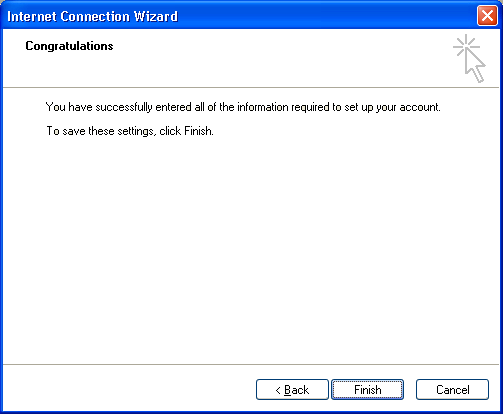 Internet Connection Wizard
Congratulations
You have successfully entered all of the information required to set up your account.
To save these settings, click Finish.
< Back
Finish
Cancel